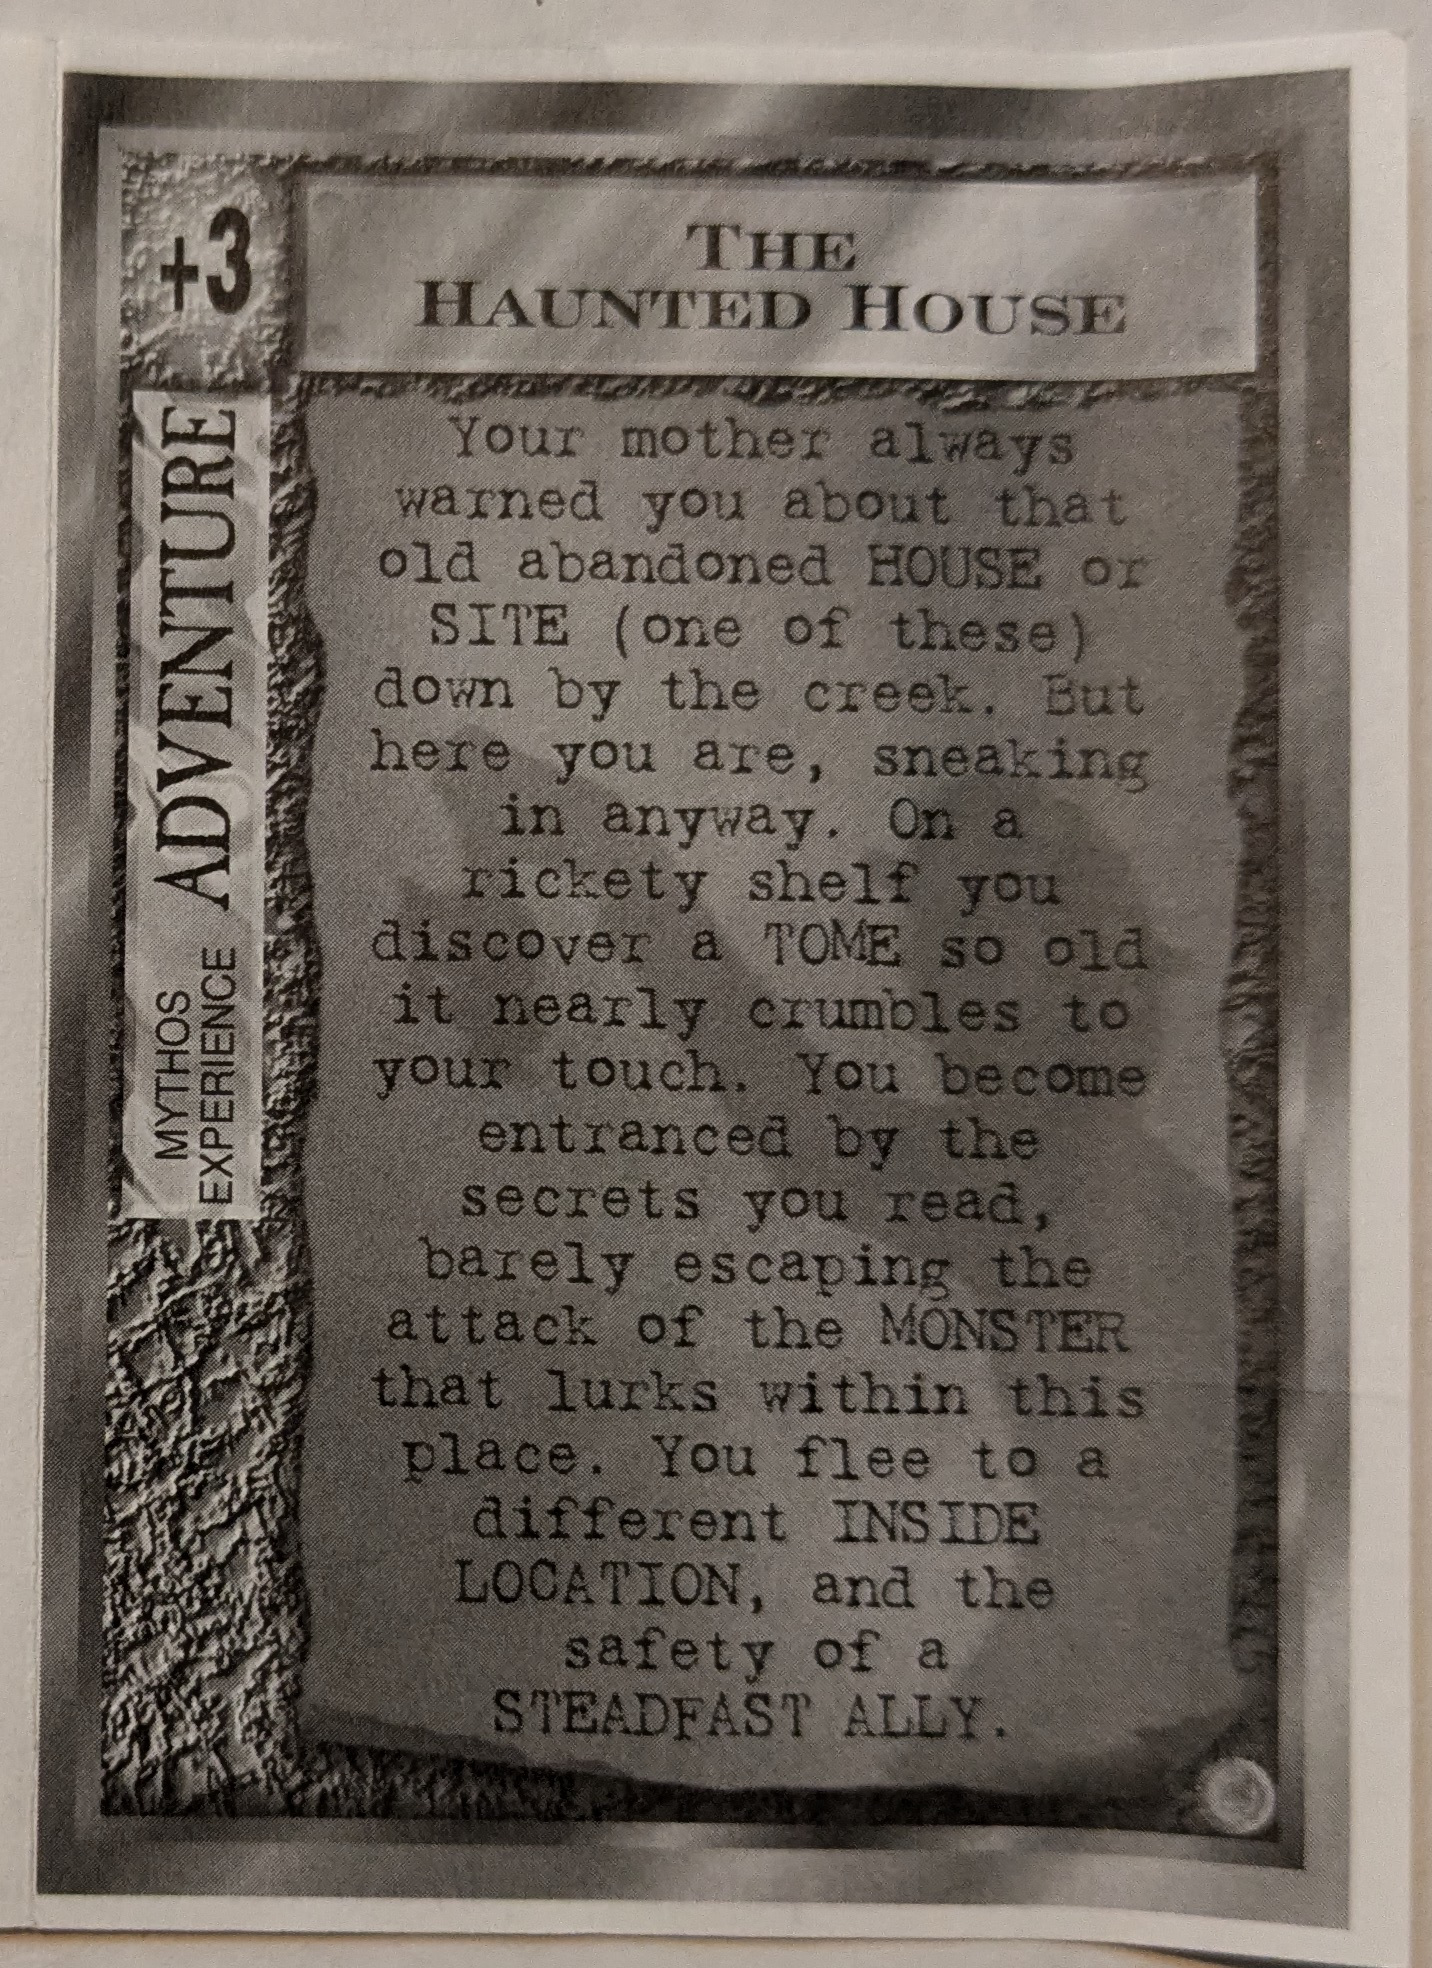 +3
THE
HAUNTED HOUSE
MYTHOS
EXPERIENCE
ADVENTURE
Your mother always
warned you about that
old abandoned HOUSE or
SITE (one of these)
down by the creek. But
here you are, sneaking
in anyway. On a
rickety shelf you
discover a TOME so old
it nearly crumbles to
your touch. You become
entranced by the
secrets you read,
barely escaping the
attack of the MONSTER
that lurks within this
place. You flee to a
different INSIDE
LOCATION, and the
safety of a
STEADFAST ALLY.